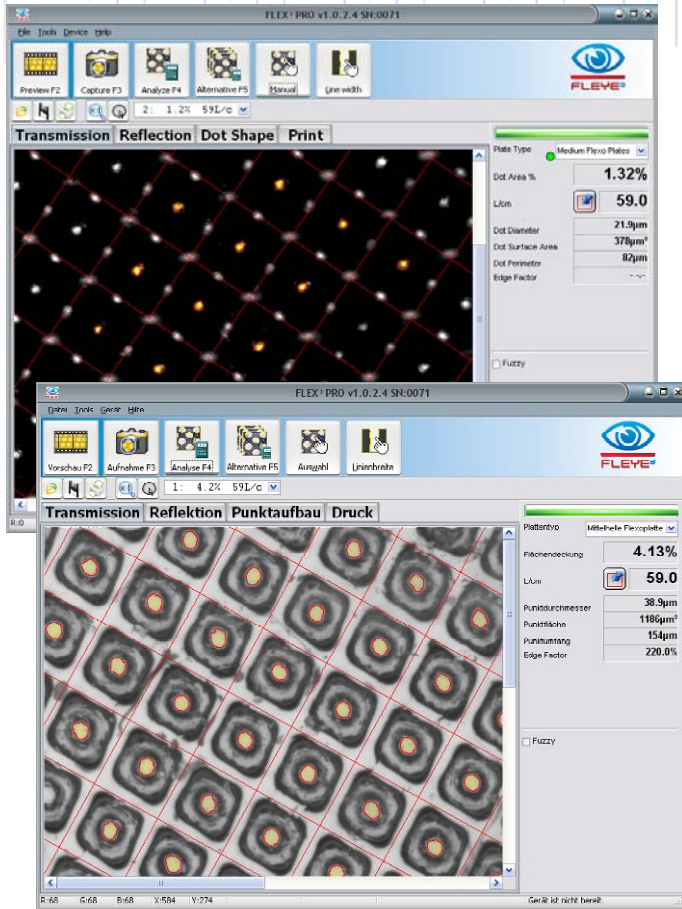 FLEX³ PRO v1.0.2.4 SN:0071
File Tools Device Help
Preview F2 Capture F3 Analyze F4 Alternative F5 Manual Line width
FLEYE³
2: 1.2% 59L/c
Transmission Reflection Dot Shape Print
Plate Type Medium Flexo Plates
Dot Area % 1.32%
L/cm 59.0
Dot Diameter 21.9µm
Dot Surface Area 378µm²
Dot Perimeter 82µm
Edge Factor -.-
Fuzzy
R:0
FLEX³ PRO v1.0.2.4 SN:0071
Datei Tools Gerät Hilfe
Vorschau F2 Aufnahme F3 Analyse F4 Alternative F5 Auswahl Linienbreite
FLEYE³
1: 4.2% 59L/c
Transmission Reflektion Punktaufbau Druck
Plattentyp Mittelhelle Flexoplatte
Flächendeckung 4.13%
L/cm 59.0
Punktdurchmesser 38.9µm
Punktfläche 1186µm²
Punktumfang 154µm
Edge Factor 220.0%
Fuzzy
R:68 G:68 B:68 X:584 Y:274 Gerät ist nicht bereit.